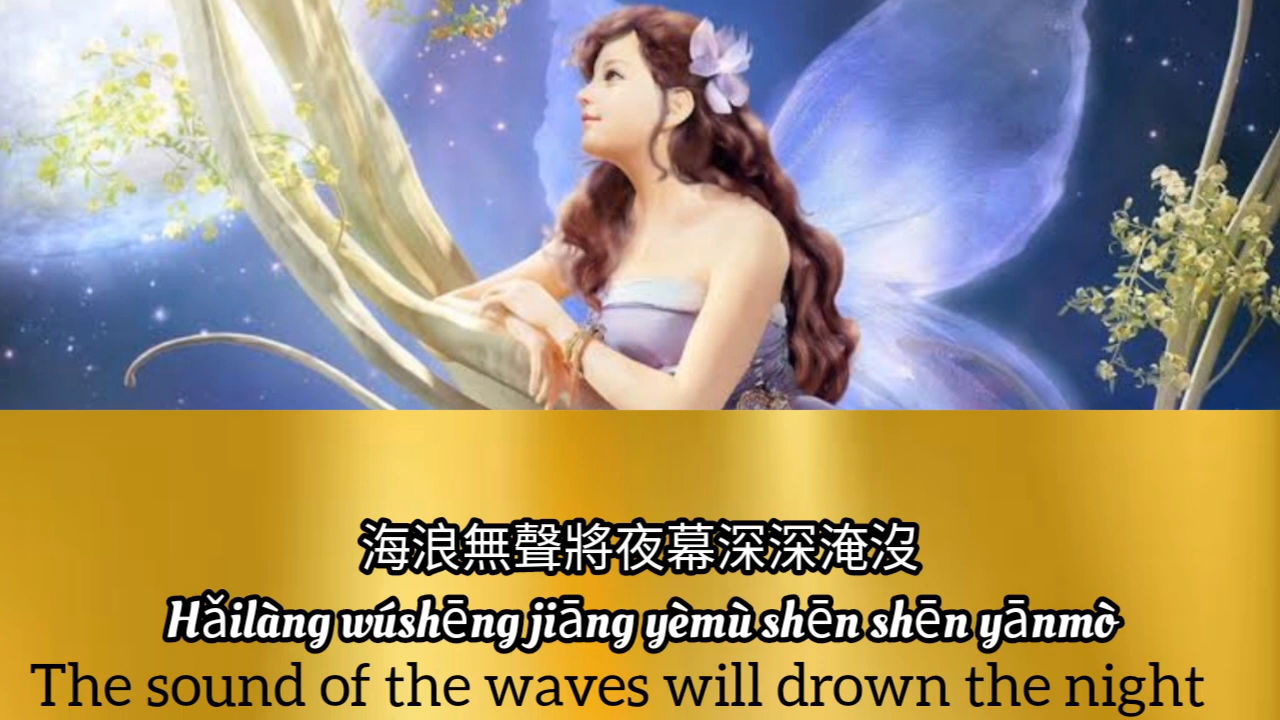 海浪無聲將夜幕深深淹沒
Hǎilàng wúshēng jiāng yèmù shēn shēn yānmò
The sound of the waves will drown the night